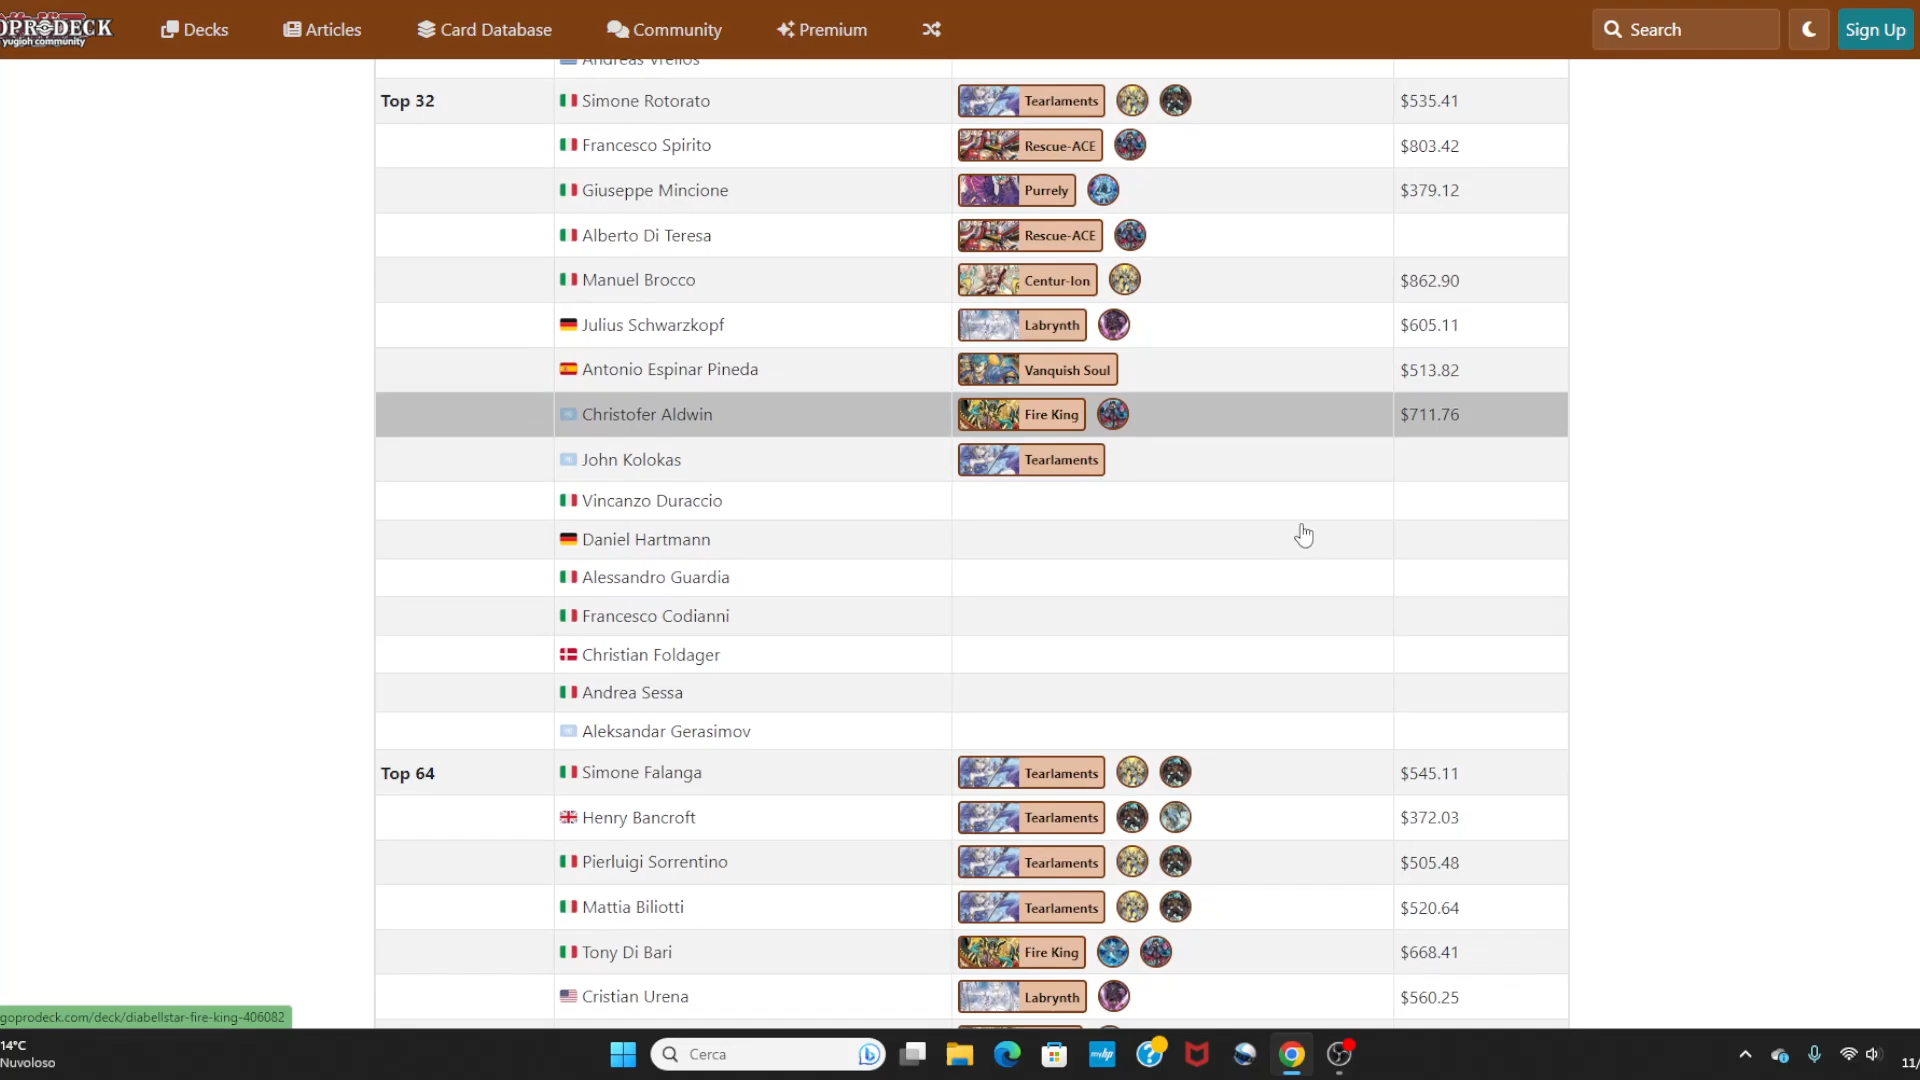 OPRODECK
yugioh community
Decks
Articles
Card Database
Community
Premium
Search
Sign Up
Andreas Vrellos
Top 32
Simone Rotorato
Tearlaments
$535.41
Francesco Spirito
Rescue-ACE
$803.42
Giuseppe Mincione
Purrely
$379.12
Alberto Di Teresa
Rescue-ACE
Manuel Brocco
Centur-Ion
$862.90
Julius Schwarzkopf
Labrynth
$605.11
Antonio Espinar Pineda
Vanquish Soul
$513.82
Christofer Aldwin
Fire King
$711.76
John Kolokas
Tearlaments
Vincanzo Duraccio
Daniel Hartmann
Alessandro Guardia
Francesco Codianni
Christian Foldager
Andrea Sessa
Aleksandar Gerasimov
Top 64
Simone Falanga
Tearlaments
$545.11
Henry Bancroft
Tearlaments
$372.03
Pierluigi Sorrentino
Tearlaments
$505.48
Mattia Biliotti
Tearlaments
$520.64
Tony Di Bari
Fire King
$668.41
Cristian Urena
Labrynth
$560.25
goprodeck.com/deck/diabellstar-fire-king-406082
14°C
Nuvoloso
Cerca
myhp
11/